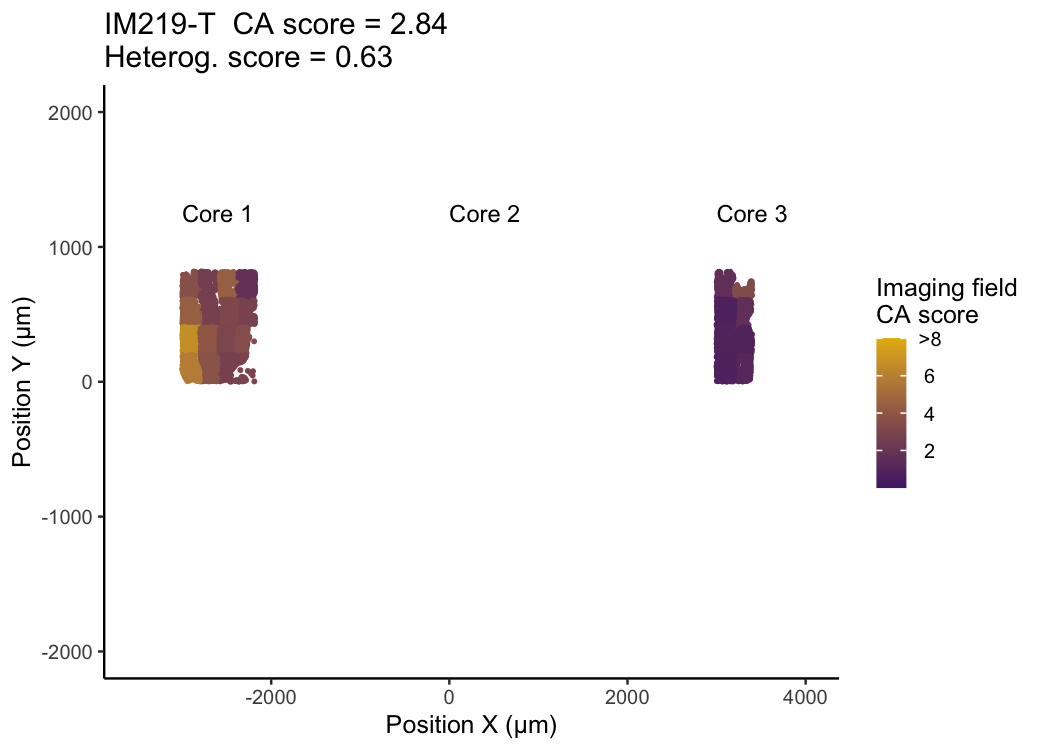 IM219-T  CA score = 2.84
Heterog. score = 0.63
2000
1000
0
-1000
-2000
Position Y (µm)
Core 1
Core 2
Core 3
-2000
0
2000
4000
Position X (µm)
Imaging field
CA score
>8
6
4
2